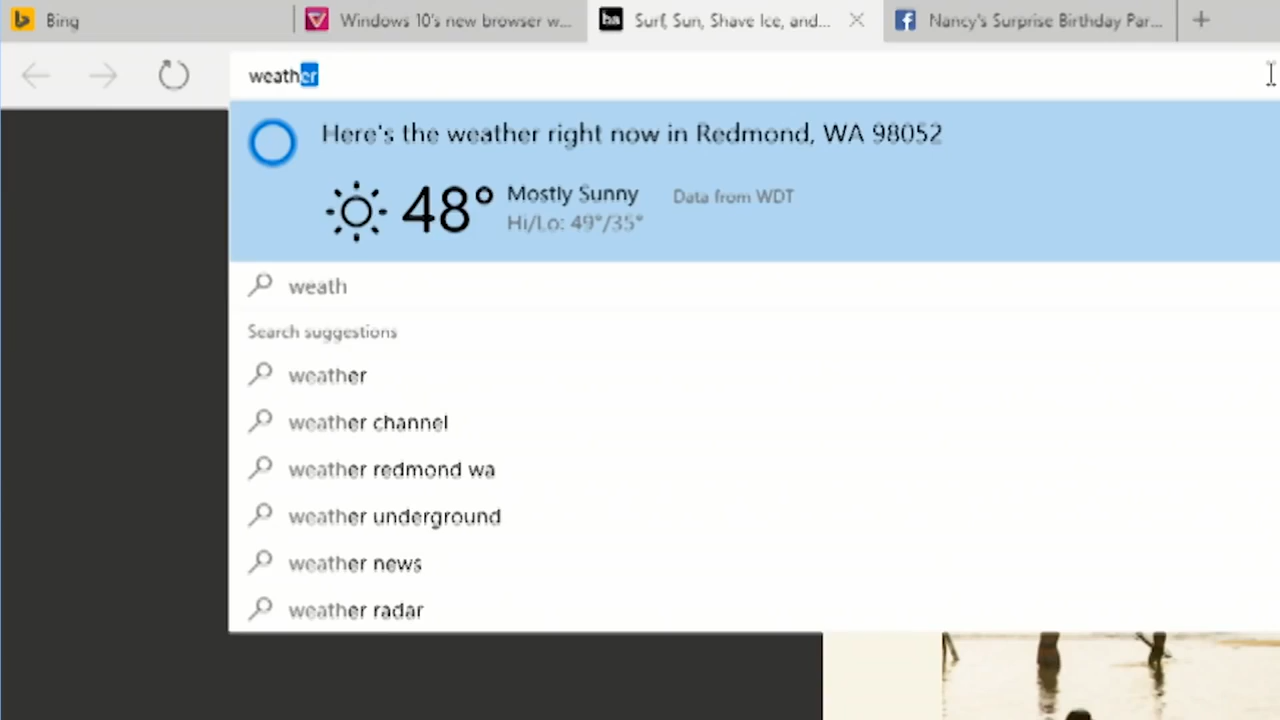 Bing
Windows 10's new browser w...
ba
Surf, Sun, Shave Ice, and...
Nancy's Surprise Birthday Par...
weather
Here's the weather right now in Redmond, WA 98052
48° Mostly Sunny Data from WDT
Hi/Lo: 49°/35°
weath
Search suggestions
weather
weather channel
weather redmond wa
weather underground
weather news
weather radar